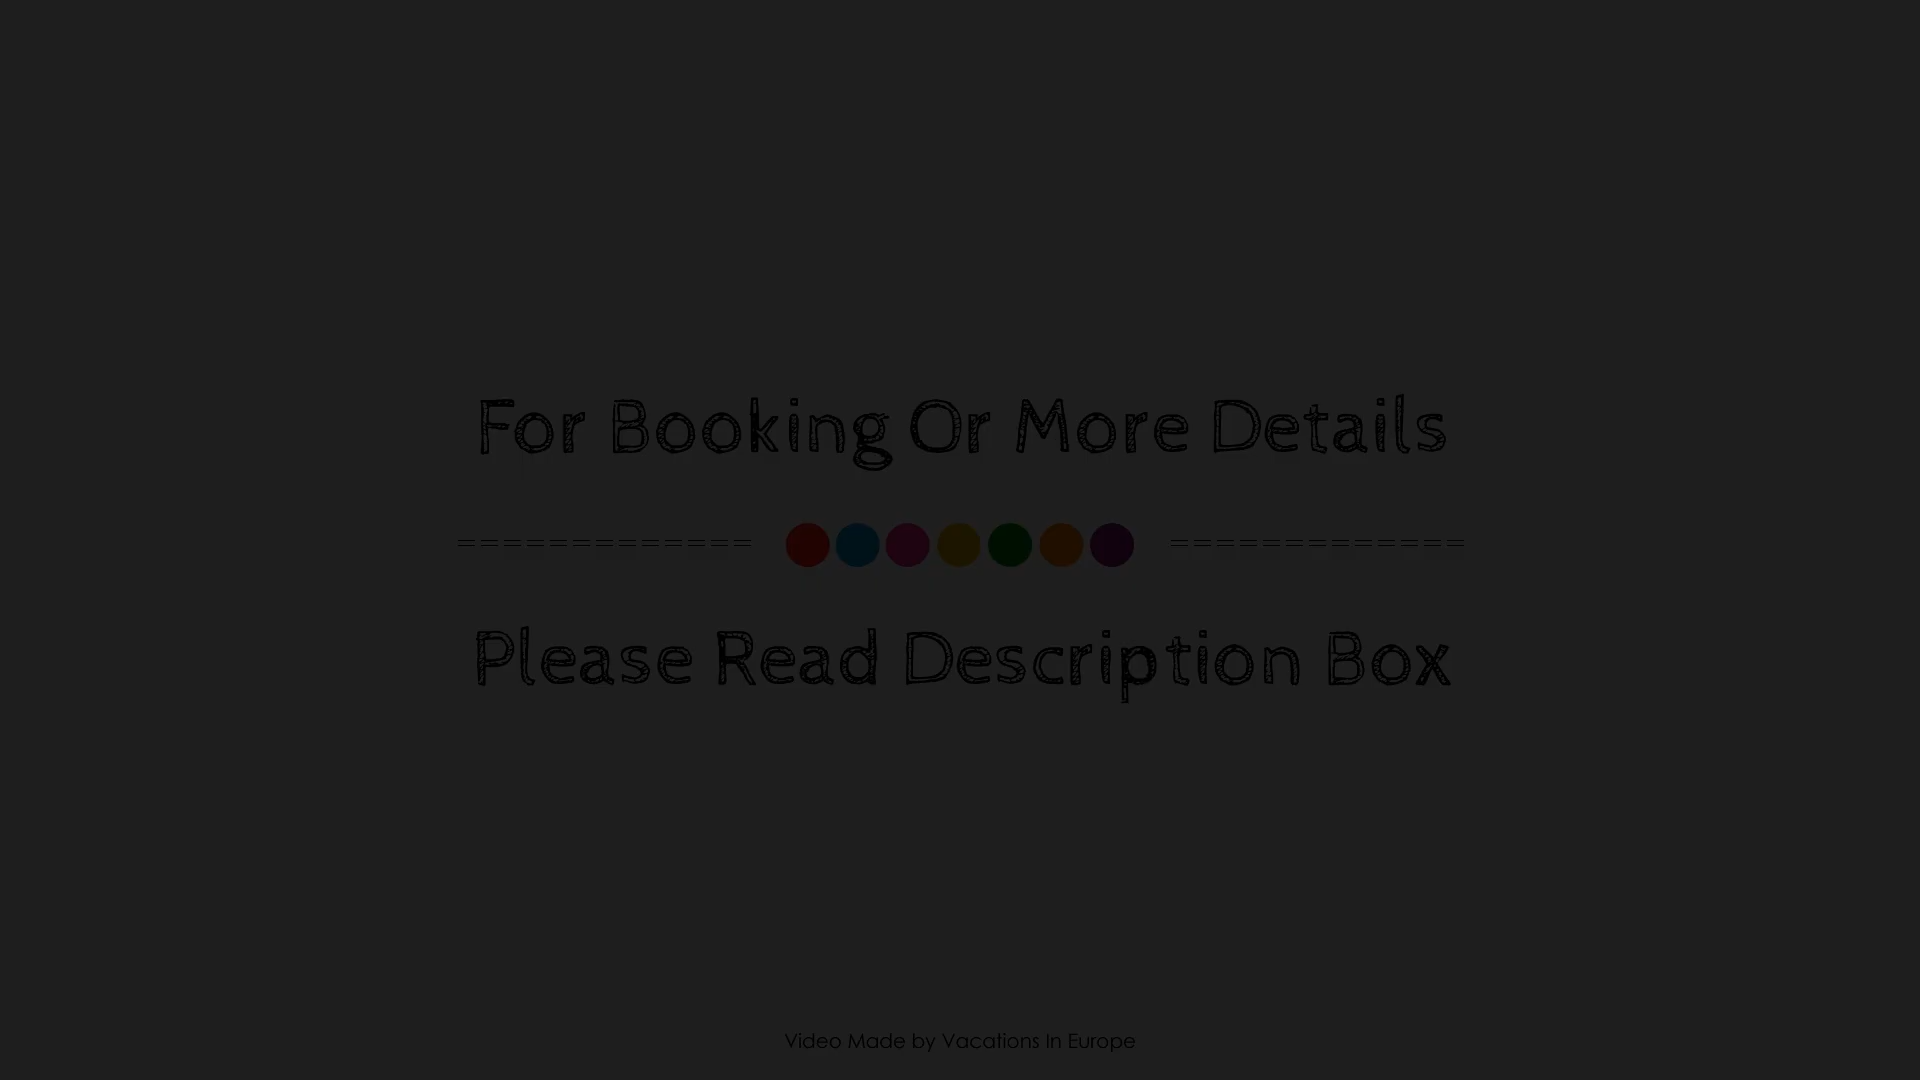 For Booking Or More Details
============= =============
Please Read Description Box
Video Made by Vacations In Europe